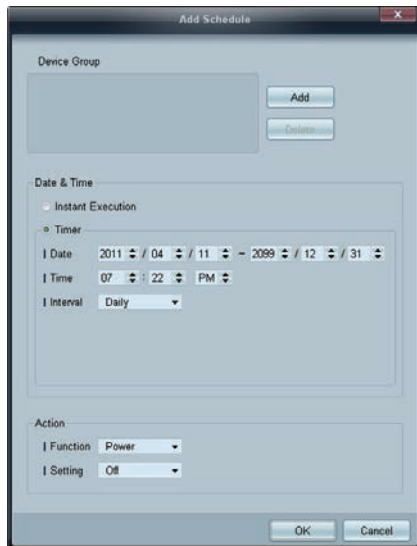 Add Schedule
Device Group
Add
Delete
Date & Time
Instant Execution
Timer
Date 2011 / 04 / 11 ~ 2099 / 12 / 31
Time 07 : 22 PM
Interval Daily
Action
Function Power
Setting Off
OK Cancel